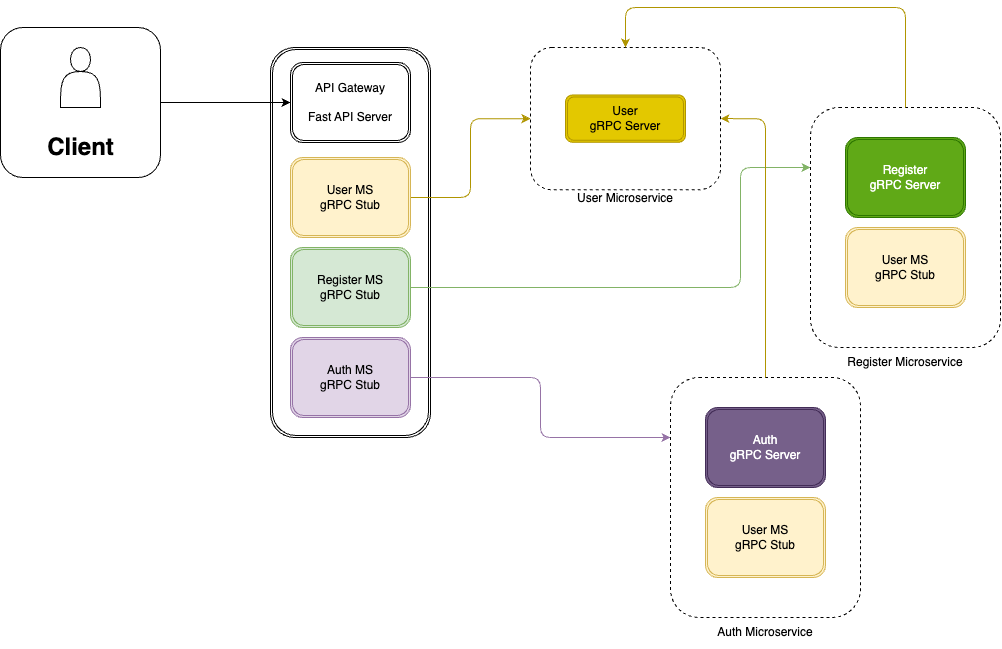 Client
API Gateway
Fast API Server
User MS
gRPC Stub
Register MS
gRPC Stub
Auth MS
gRPC Stub
User
gRPC Server
User Microservice
Register
gRPC Server
User MS
gRPC Stub
Register Microservice
Auth
gRPC Server
User MS
gRPC Stub
Auth Microservice